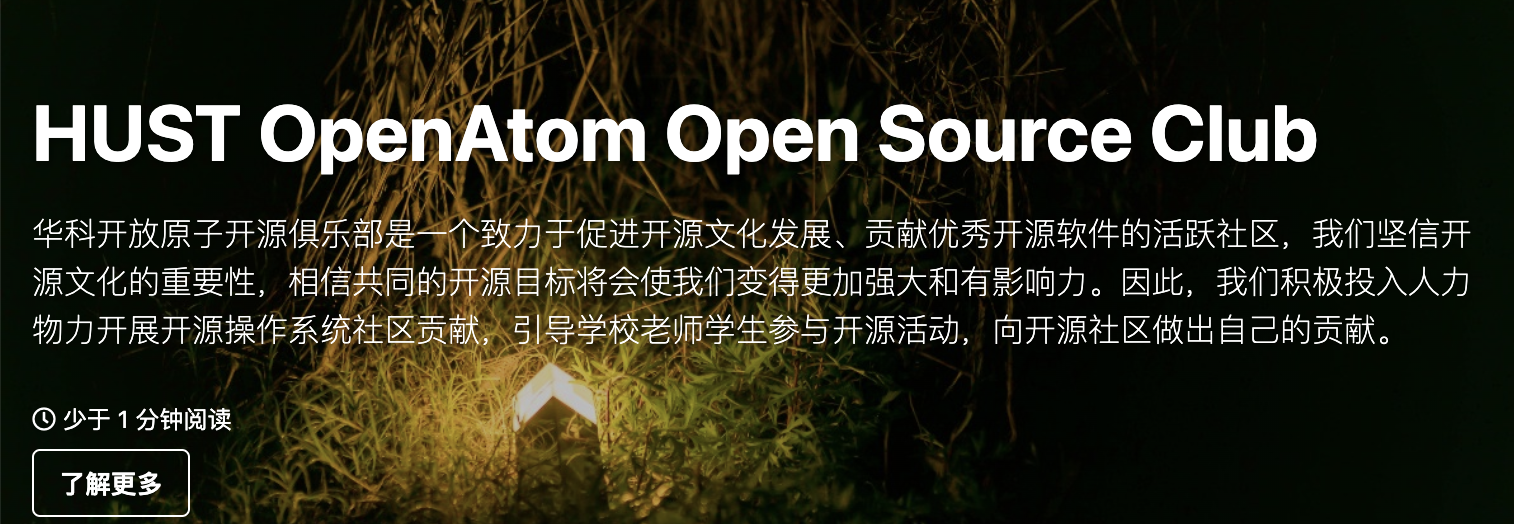 HUST OpenAtom Open Source Club
华科开放原子开源俱乐部是一个致力于促进开源文化发展、贡献优秀开源软件的活跃社区，我们坚信开
源文化的重要性，相信共同的开源目标将会使我们变得更加强大和有影响力。因此，我们积极投入人力
物力开展开源操作系统社区贡献，引导学校老师学生参与开源活动，向开源社区做出自己的贡献。
少于 1 分钟阅读
了解更多